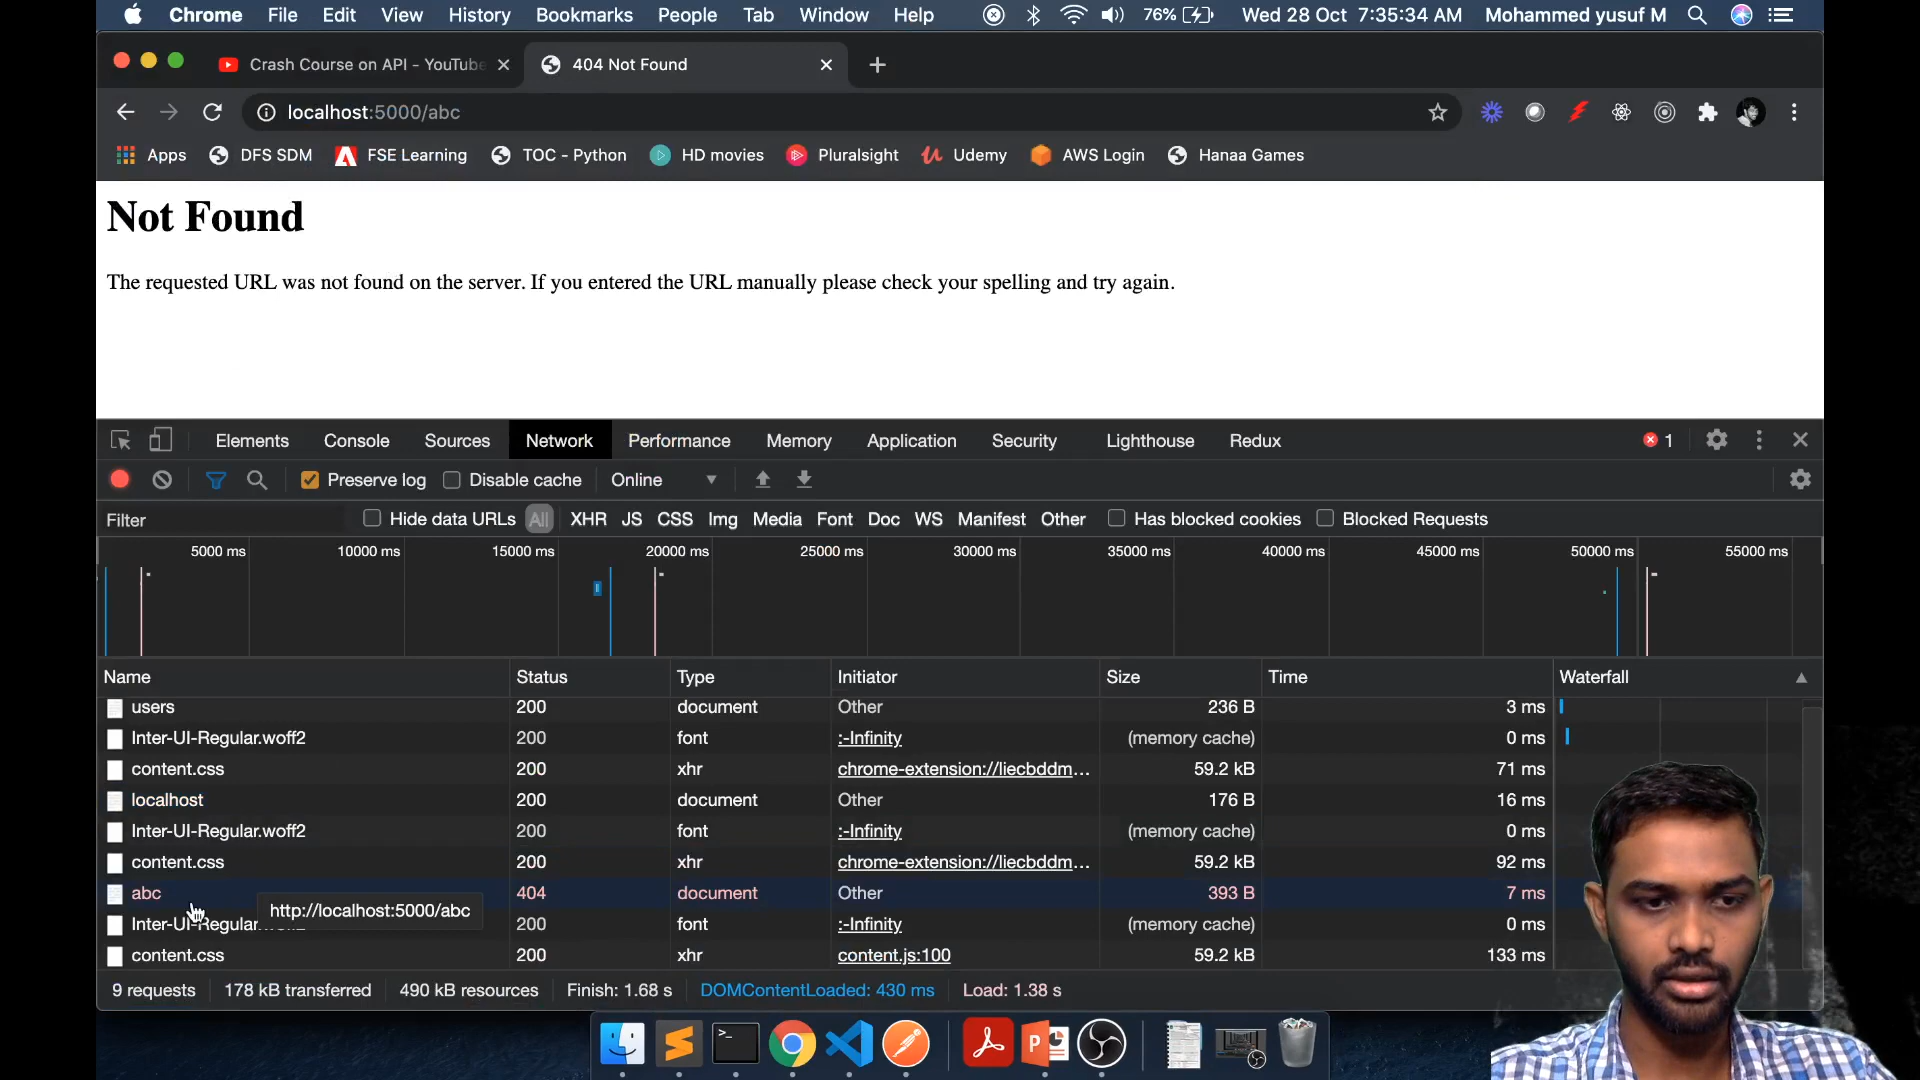 Chrome File Edit View History Bookmarks People Tab Window Help 76% Wed 28 Oct 7:35:34 AM Mohammed yusuf M
Crash Course on API - YouTube 404 Not Found
localhost:5000/abc
Apps DFS SDM FSE Learning TOC - Python HD movies Pluralsight Udemy AWS Login Hanaa Games
Not Found
The requested URL was not found on the server. If you entered the URL manually please check your spelling and try again.
Elements Console Sources Network Performance Memory Application Security Lighthouse Redux 1
Preserve log Disable cache Online
Filter Hide data URLs All XHR JS CSS Img Media Font Doc WS Manifest Other Has blocked cookies Blocked Requests
5000 ms 10000 ms 15000 ms 20000 ms 25000 ms 30000 ms 35000 ms 40000 ms 45000 ms 50000 ms 55000 ms
Name Status Type Initiator Size Time Waterfall
users 200 document Other 236 B 3 ms
Inter-UI-Regular.woff2 200 font :-Infinity (memory cache) 0 ms
content.css 200 xhr chrome-extension://liecbddm... 59.2 kB 71 ms
localhost 200 document Other 176 B 16 ms
Inter-UI-Regular.woff2 200 font :-Infinity (memory cache) 0 ms
content.css 200 xhr chrome-extension://liecbddm... 59.2 kB 92 ms
abc 404 document Other 393 B 7 ms
http://localhost:5000/abc
Inter-UI-Regular.woff2 200 font :-Infinity (memory cache) 0 ms
content.css 200 xhr content.js:100 59.2 kB 133 ms
9 requests 178 kB transferred 490 kB resources Finish: 1.68 s DOMContentLoaded: 430 ms Load: 1.38 s